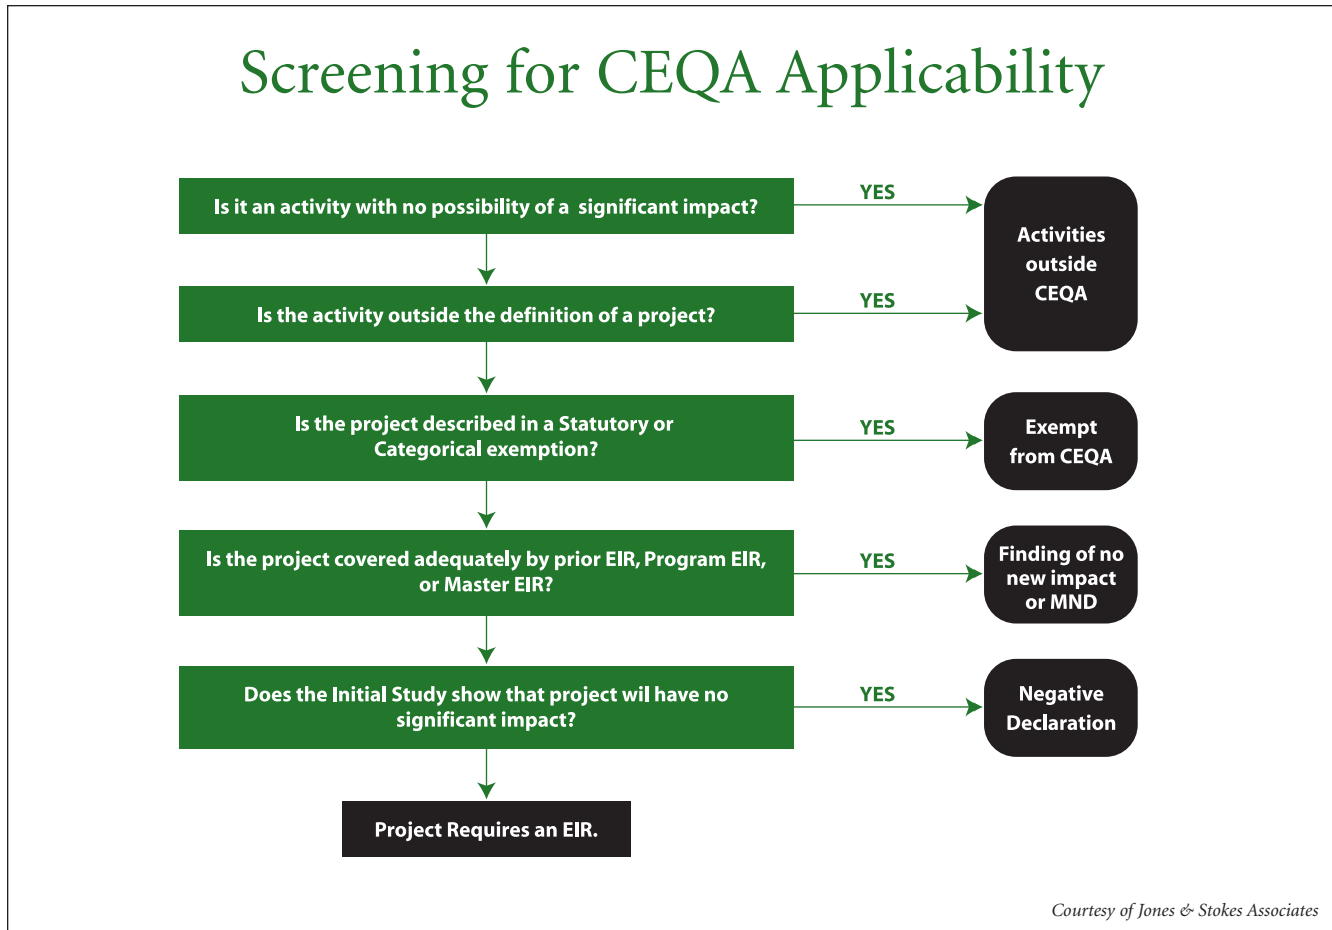 Screening for CEQA Applicability
Is it an activity with no possibility of a significant impact?
YES
Activities
outside
CEQA
Is the activity outside the definition of a project?
YES
Is the project described in a Statutory or
Categorical exemption?
YES
Exempt
from CEQA
Is the project covered adequately by prior EIR, Program EIR,
or Master EIR?
YES
Finding of no
new impact
or MND
Does the Initial Study show that project wil have no
significant impact?
YES
Negative
Declaration
Project Requires an EIR.
Courtesy of Jones & Stokes Associates